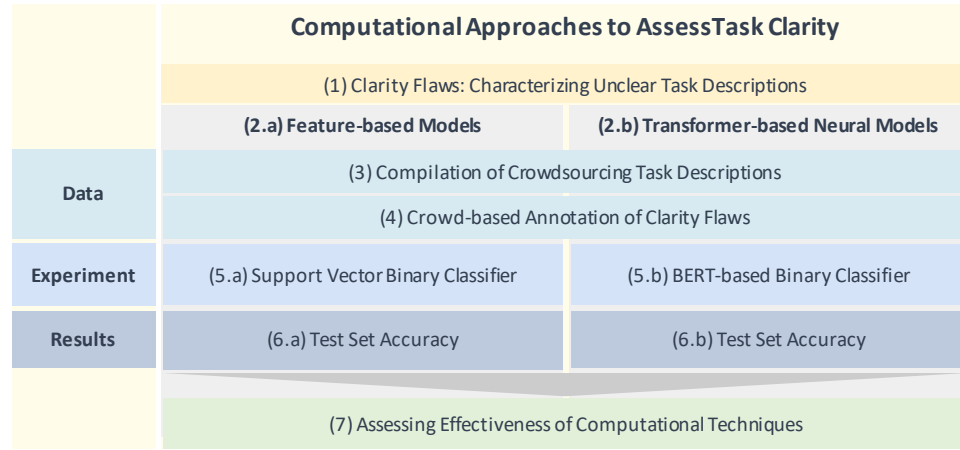 Computational Approaches to AssessTask Clarity
(1) Clarity Flaws: Characterizing Unclear Task Descriptions
(2.a) Feature-based Models
(2.b) Transformer-based Neural Models
Data
(3) Compilation of Crowdsourcing Task Descriptions
(4) Crowd-based Annotation of Clarity Flaws
Experiment
(5.a) Support Vector Binary Classifier
(5.b) BERT-based Binary Classifier
Results
(6.a) Test Set Accuracy
(6.b) Test Set Accuracy
(7) Assessing Effectiveness of Computational Techniques